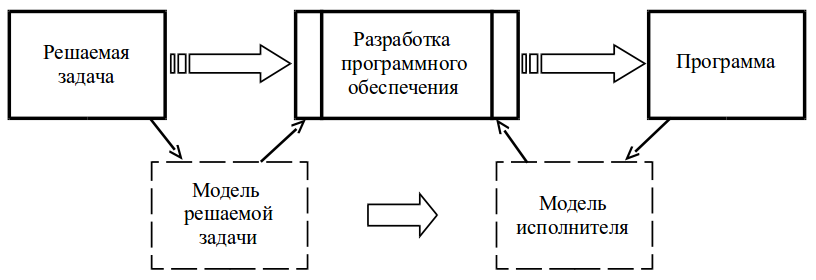 Решаемая
задача
Разработка
программного
обеспечения
Программа
Модель
решаемой
задачи
Модель
исполнителя